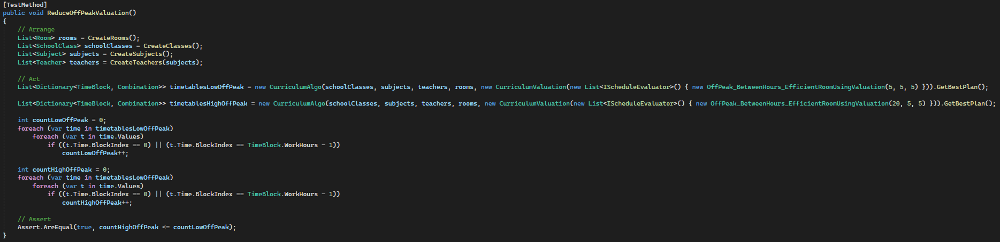 [TestMethod]
public void ReduceOffPeakValuation()
{
    // Arrange
    List<Room> rooms = CreateRooms();
    List<SchoolClass> schoolClasses = CreateClasses();
    List<Subject> subjects = CreateSubjects();
    List<Teacher> teachers = CreateTeachers(subjects);

    // Act
    List<Dictionary<TimeBlock, Combination>> timetablesLowOffPeak = new CurriculumAlgo(schoolClasses, subjects, teachers, rooms, new CurriculumValuation(new List<IScheduleEvaluator>() { new OffPeak_BetweenHours_EfficientRoomUsingValuation(5, 5, 5) })).GetBestPlan();

    List<Dictionary<TimeBlock, Combination>> timetablesHighOffPeak = new CurriculumAlgo(schoolClasses, subjects, teachers, rooms, new CurriculumValuation(new List<IScheduleEvaluator>() { new OffPeak_BetweenHours_EfficientRoomUsingValuation(20, 5, 5) })).GetBestPlan();

    int countLowOffPeak = 0;
    foreach (var time in timetablesLowOffPeak)
        foreach (var t in time.Values)
            if ((t.Time.BlockIndex == 0) || (t.Time.BlockIndex == TimeBlock.WorkHours - 1))
                countLowOffPeak++;

    int countHighOffPeak = 0;
    foreach (var time in timetablesLowOffPeak)
        foreach (var t in time.Values)
            if ((t.Time.BlockIndex == 0) || (t.Time.BlockIndex == TimeBlock.WorkHours - 1))
                countHighOffPeak++;

    // Assert
    Assert.AreEqual(true, countHighOffPeak <= countLowOffPeak);
}